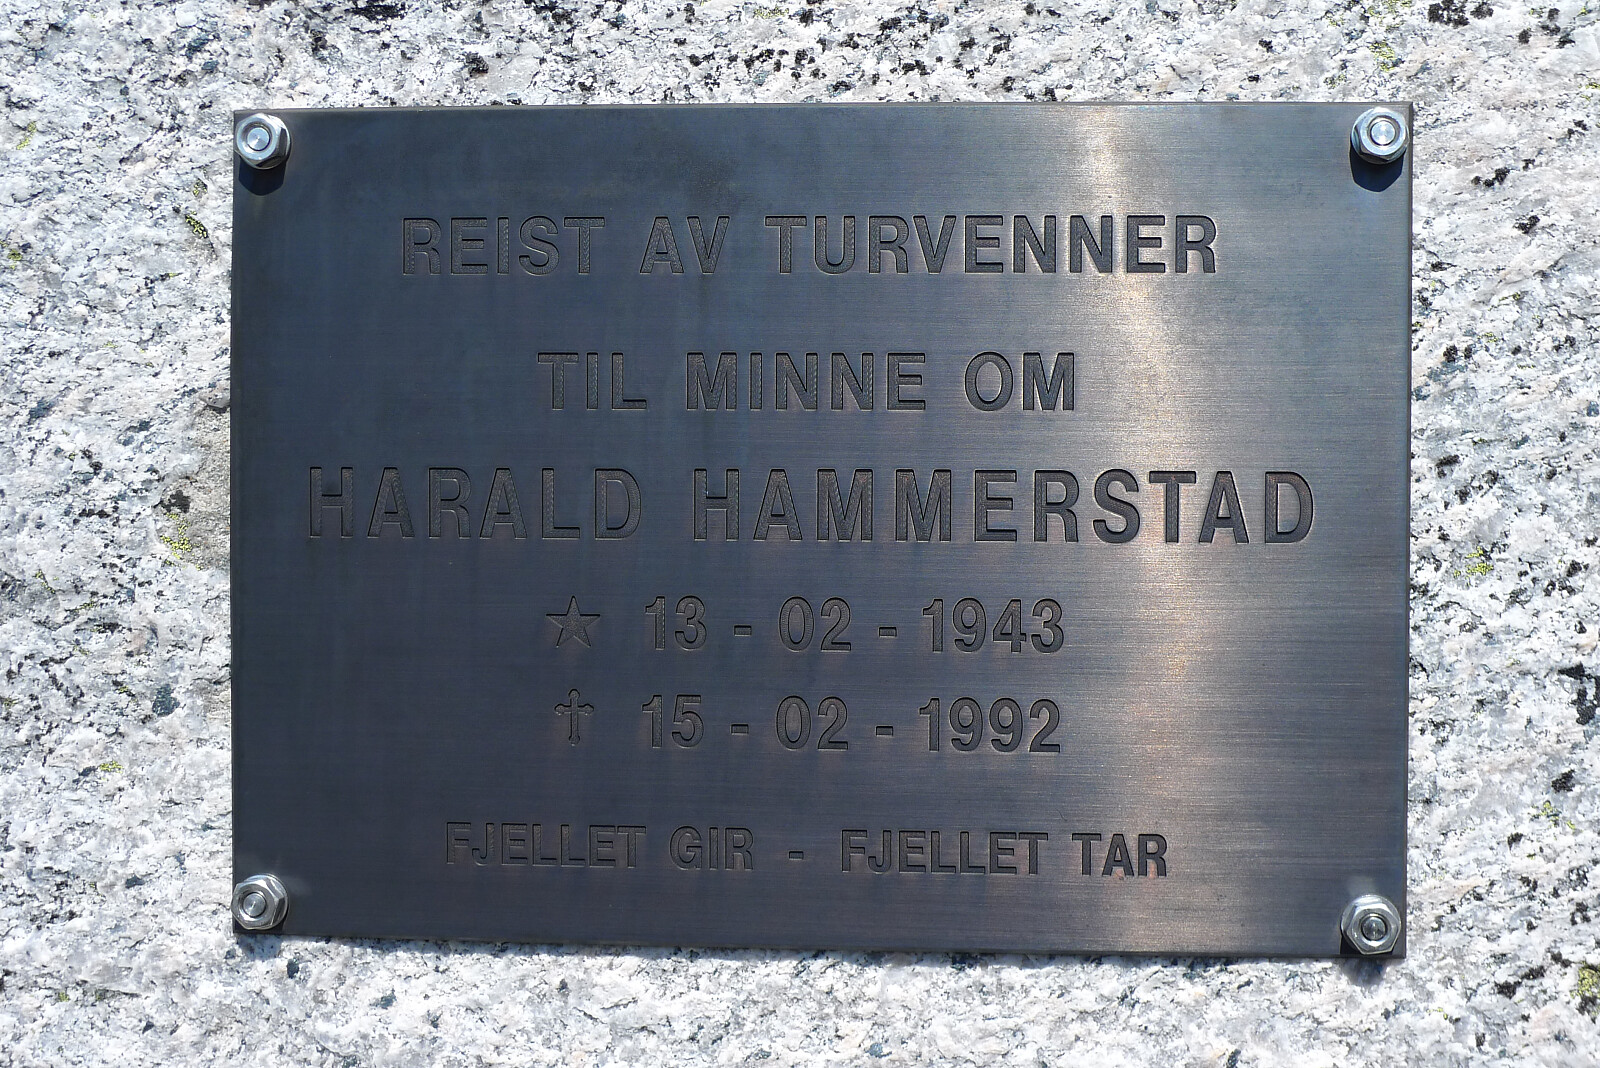 REIST AV TURVENNER
TIL MINNE OM
HARALD HAMMERSTAD
☆ 13 - 02 - 1943
✝ 15 - 02 - 1992
FJELLET GIR - FJELLET TAR